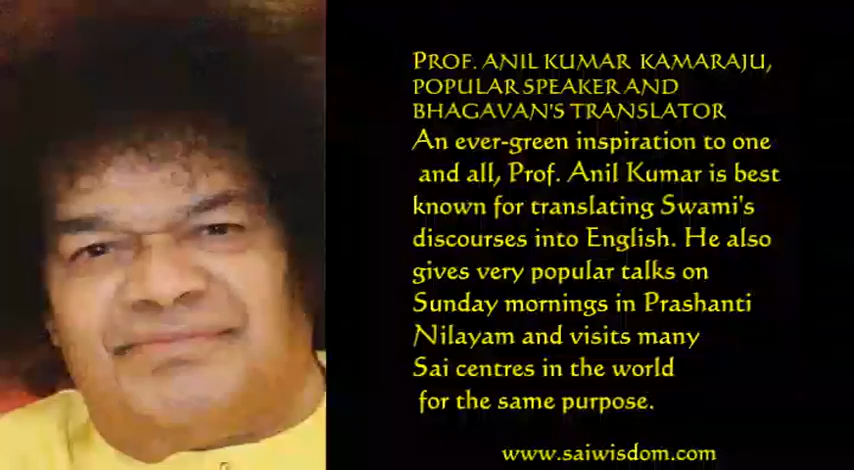 PROF. ANIL KUMAR KAMARAJU,
POPULAR SPEAKER AND
BHAGAVAN'S TRANSLATOR
An ever-green inspiration to one
and all, Prof. Anil Kumar is best
known for translating Swami's
discourses into English. He also
gives very popular talks on
Sunday mornings in Prashanti
Nilayam and visits many
Sai centres in the world
for the same purpose.
www.saiwisdom.com